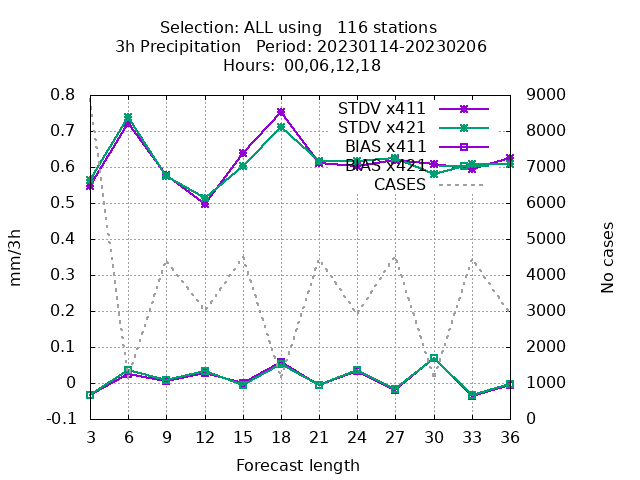 Selection: ALL using   116 stations
3h Precipitation   Period: 20230114-20230206
Hours: 00,06,12,18
STDV x411
STDV x421
BIAS x411
BIAS x421
CASES
0.8
0.7
0.6
0.5
0.4
0.3
0.2
0.1
0
-0.1
9000
8000
7000
6000
5000
4000
3000
2000
1000
0
mm/3h
No cases
3 6 9 12 15 18 21 24 27 30 33 36
Forecast length